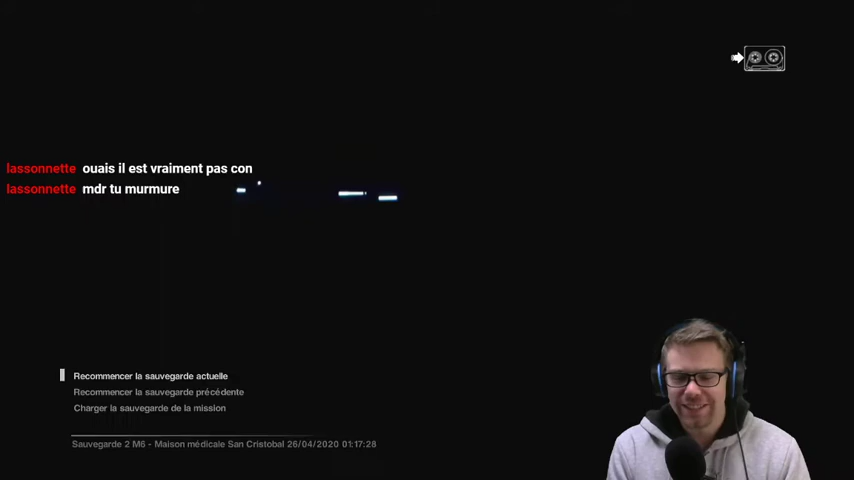 lassonnette ouais il est vraiment pas con
lassonnette mdr tu murmure
Recommencer la sauvegarde actuelle
Recommencer la sauvegarde précédente
Charger la sauvegarde de la mission
Sauvegarde 2 M6 - Maison médicale San Cristobal 26/04/2020 01:17:28